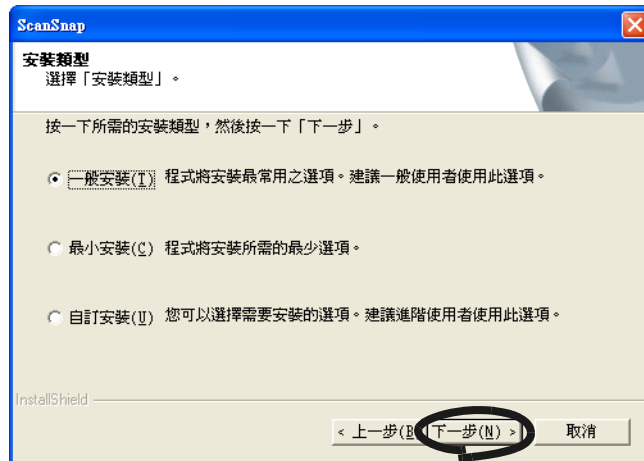 ScanSnap
安裝類型
選擇「安裝類型」。
按一下所需的安裝類型，然後按一下「下一步」。
一般安裝(T) 程式將安裝最常用之選項。建議一般使用者使用此選項。
最小安裝(C) 程式將安裝所需的最少選項。
自訂安裝(U) 您可以選擇需要安裝的選項。建議進階使用者使用此選項。
InstallShield
< 上一步(B 下一步(N) > 取消